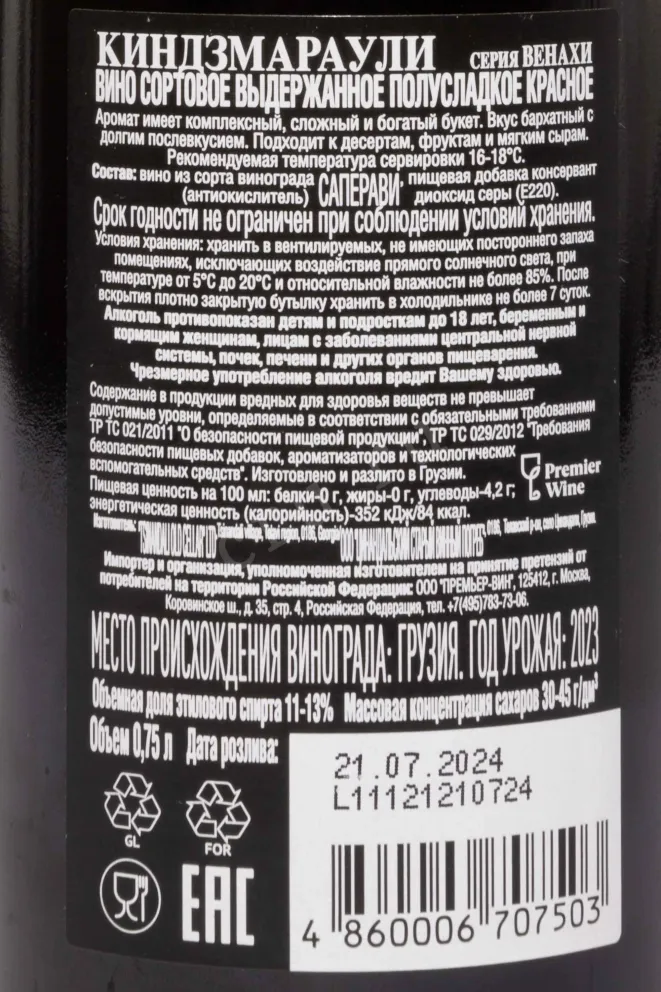 КИНДЗМАРАУЛИ СЕРИЯ ВЕНАХИ
ВИНО СОРТОВОЕ ВЫДЕРЖАННОЕ ПОЛУСЛАДКОЕ КРАСНОЕ
Аромат имеет комплексный, сложный и богатый букет. Вкус бархатный с
долгим послевкусием. Подходит к десертам, фруктам и мягким сырам.
Рекомендуемая температура сервировки 16-18°С.
Состав: вино из сорта винограда САПЕРАВИ, пищевая добавка консервант
(антиокислитель) диоксид серы (Е220).
Срок годности не ограничен при соблюдении условий хранения.
Условия хранения: хранить в вентилируемых, не имеющих постороннего запаха
помещениях, исключающих воздействие прямого солнечного света, при
температуре от 5°С до 20°С и относительной влажности не более 85%. После
вскрытия плотно закрытую бутылку хранить в холодильнике не более 7 суток.
Алкоголь противопоказан детям и подросткам до 18 лет, беременным и
кормящим женщинам, лицам с заболеваниями центральной нервной
системы, почек, печени и других органов пищеварения.
Чрезмерное употребление алкоголя вредит Вашему здоровью.
Содержание в продукции вредных для здоровья веществ не превышает
допустимые уровни, определяемые в соответствии с обязательными требованиями
ТР ТС 021/2011 "О безопасности пищевой продукции", ТР ТС 029/2012 "Требования
безопасности пищевых добавок, ароматизаторов и технологических
вспомогательных средств". Изготовлено и разлито в Грузии.
Premier
Wine
Пищевая ценность на 100 мл: белки-0 г, жиры-0 г, углеводы-4,2 г;
энергетическая ценность (калорийность)-352 кДж/84 ккал.
Изготовитель: "TSINANDALI OLD CELLAR" LTD
Импортер и организация, уполномоченная изготовителем на принятие претензий от
потребителей на территории Российской Федерации: ООО "ПРЕМЬЕР-ВИН", 125412, г. Москва,
Коровинское ш., д. 35, стр. 4, Российская Федерация, тел. +7(495)783-73-06.
МЕСТО ПРОИСХОЖДЕНИЯ ВИНОГРАДА: ГРУЗИЯ. ГОД УРОЖАЯ: 2023
Объемная доля этилового спирта 11-13% Массовая концентрация сахаров 30-45 г/дм³
Объем 0,75 л Дата розлива:
21.07.2024
L11121210724
GL FOR
EAC
4 860006 707503